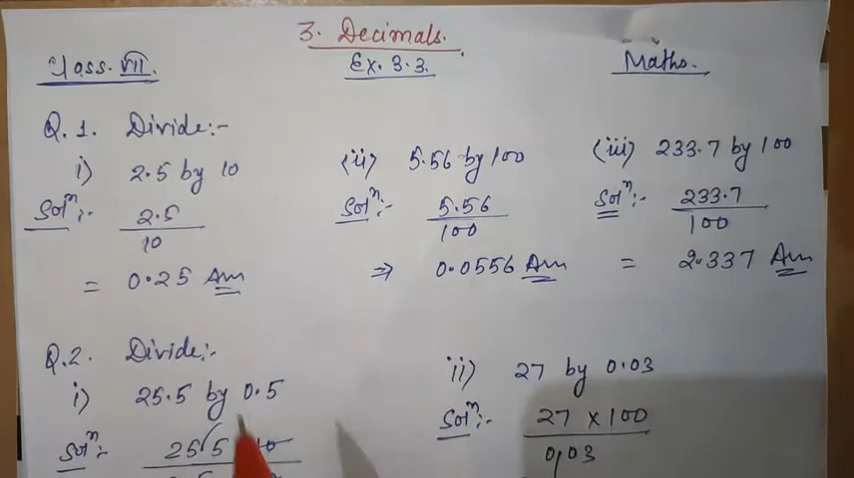 3. Decimals.
Class. VII. Ex. 3.3. Maths.
Q.1. Divide:-
i) 2.5 by 10 (ii) 5.56 by 100 (iii) 233.7 by 100
Solⁿ:- 2.5 Solⁿ:- 5.56 Solⁿ:- 233.7
10 100 100
= 0.25 Ans ⇒ 0.0556 Ans = 2.337 Ans
Q.2. Divide:-
i) 25.5 by 0.5 ii) 27 by 0.03
Solⁿ:- 25 5 10 Solⁿ:- 27 x 100
0,03